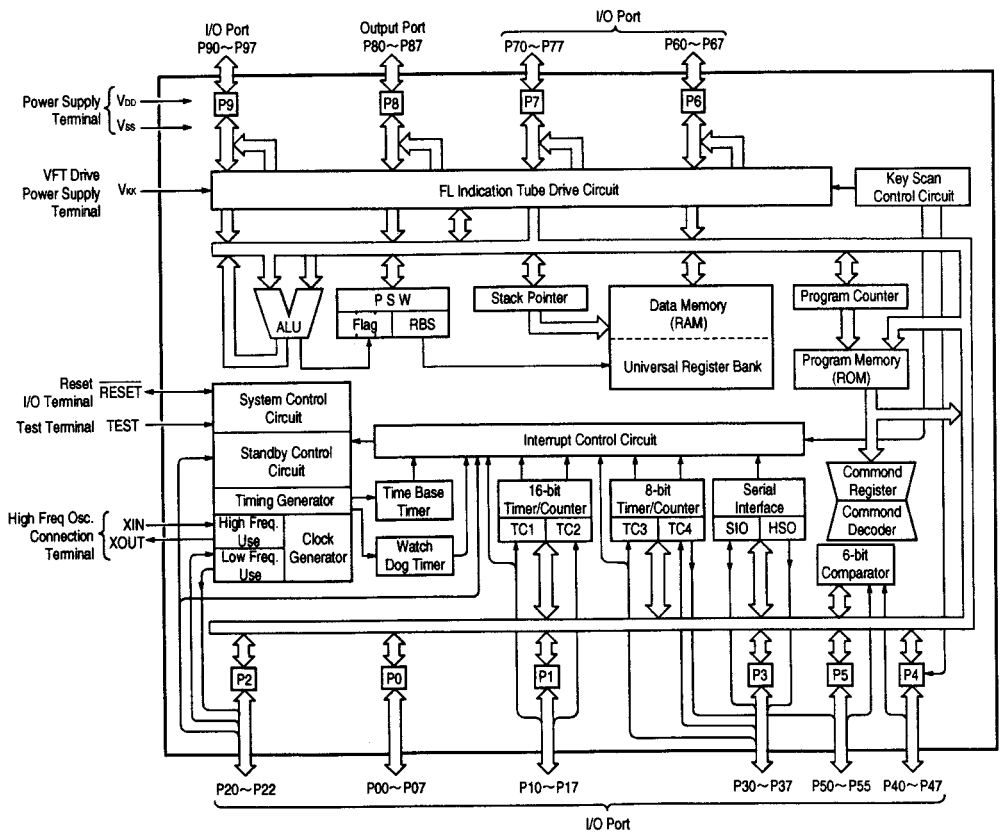 I/O Port
P90～P97
Output Port
P80～P87
I/O Port
P70～P77
P60～P67
Power Supply
Terminal
VDD
VSS
P9
P8
P7
P6
VFT Drive
Power Supply
Terminal
VKK
FL Indication Tube Drive Circuit
Key Scan
Control Circuit
ALU
P S W
Flag
RBS
Stack Pointer
Data Memory
(RAM)
Universal Register Bank
Program Counter
Program Memory
(ROM)
Reset
I/O Terminal
RESET
Test Terminal
TEST
System Control
Circuit
Standby Control
Circuit
Timing Generator
High Freq.
Use
Low Freq.
Use
Clock
Generator
High Freq Osc.
Connection
Terminal
XIN
XOUT
Interrupt Control Circuit
Time Base
Timer
Watch
Dog Timer
16-bit
Timer/Counter
TC1
TC2
8-bit
Timer/Counter
TC3
TC4
Serial
Interface
SIO
HSO
Commond
Register
Commond
Decoder
6-bit
Comparator
P2
P0
P1
P3
P5
P4
P20～P22
P00～P07
P10～P17
P30～P37
P50～P55
P40～P47
I/O Port